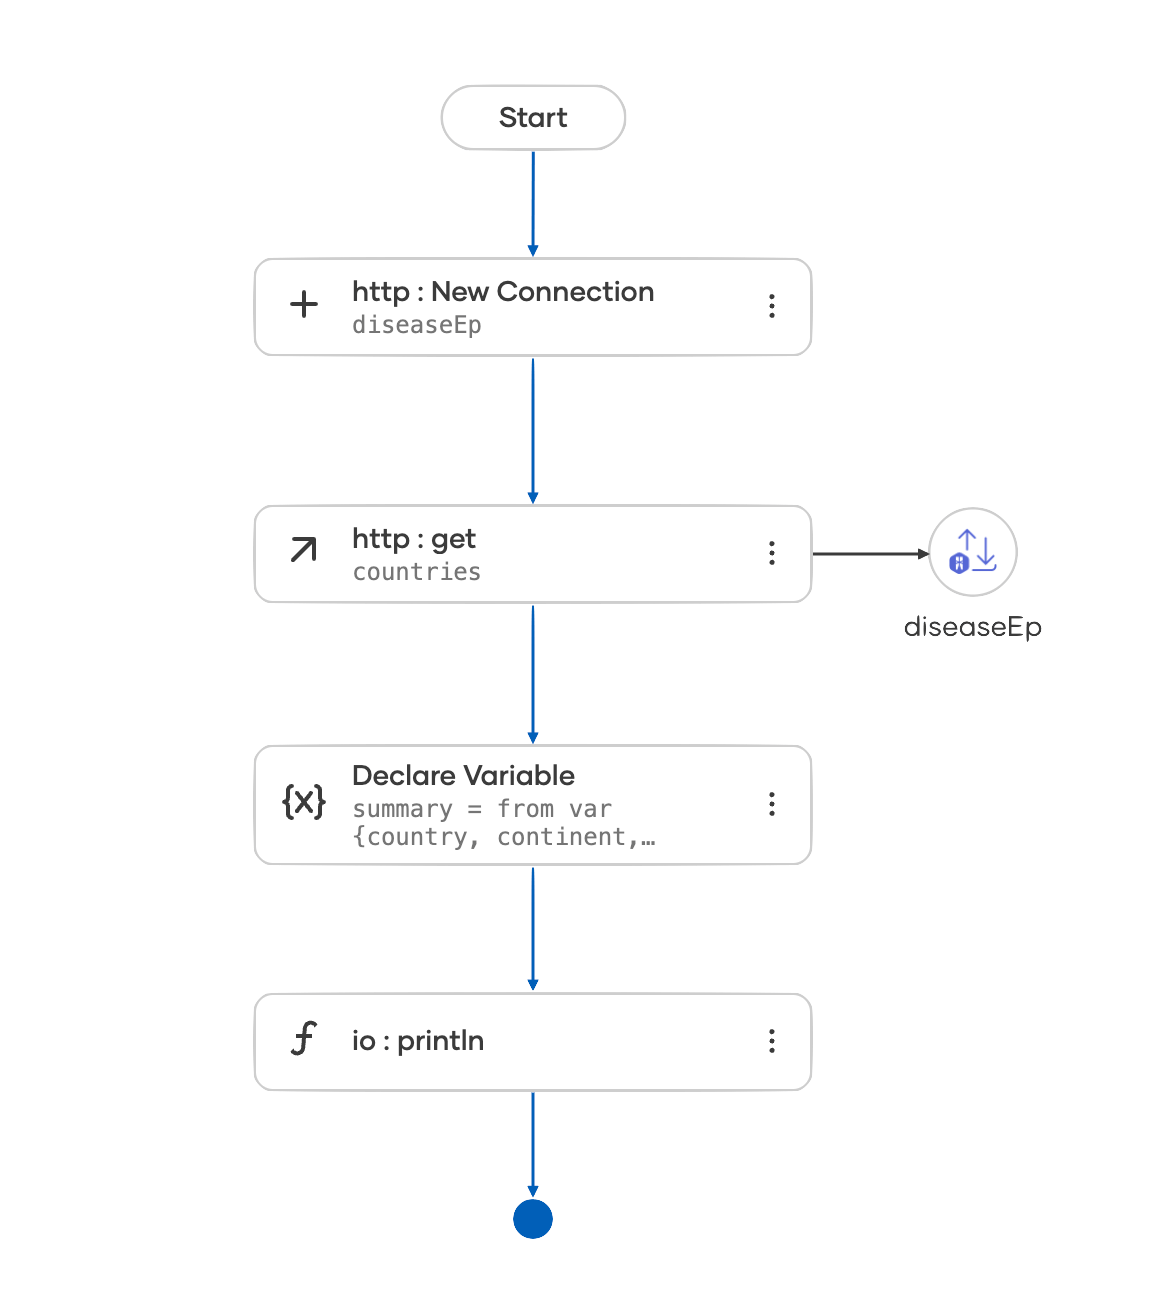 Start
http : New Connection
diseaseEp
http : get
countries
diseaseEp
Declare Variable
summary = from var
{country, continent,…
io : println